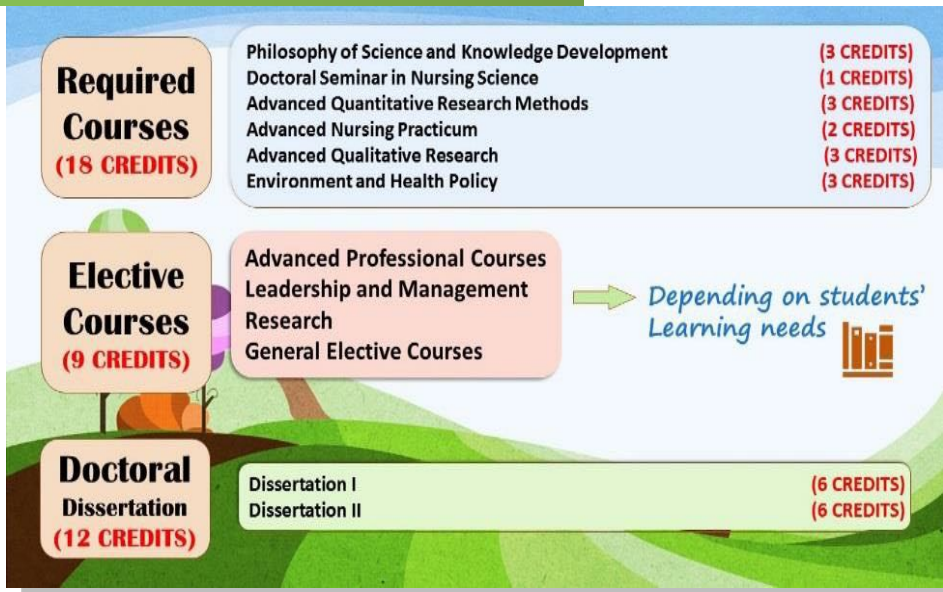 Required
Courses
(18 CREDITS)
Philosophy of Science and Knowledge Development (3 CREDITS)
Doctoral Seminar in Nursing Science (1 CREDITS)
Advanced Quantitative Research Methods (3 CREDITS)
Advanced Nursing Practicum (2 CREDITS)
Advanced Qualitative Research (3 CREDITS)
Environment and Health Policy (3 CREDITS)
Elective
Courses
(9 CREDITS)
Advanced Professional Courses
Leadership and Management
Research
General Elective Courses
Depending on students'
Learning needs
Doctoral
Dissertation
(12 CREDITS)
Dissertation I (6 CREDITS)
Dissertation II (6 CREDITS)